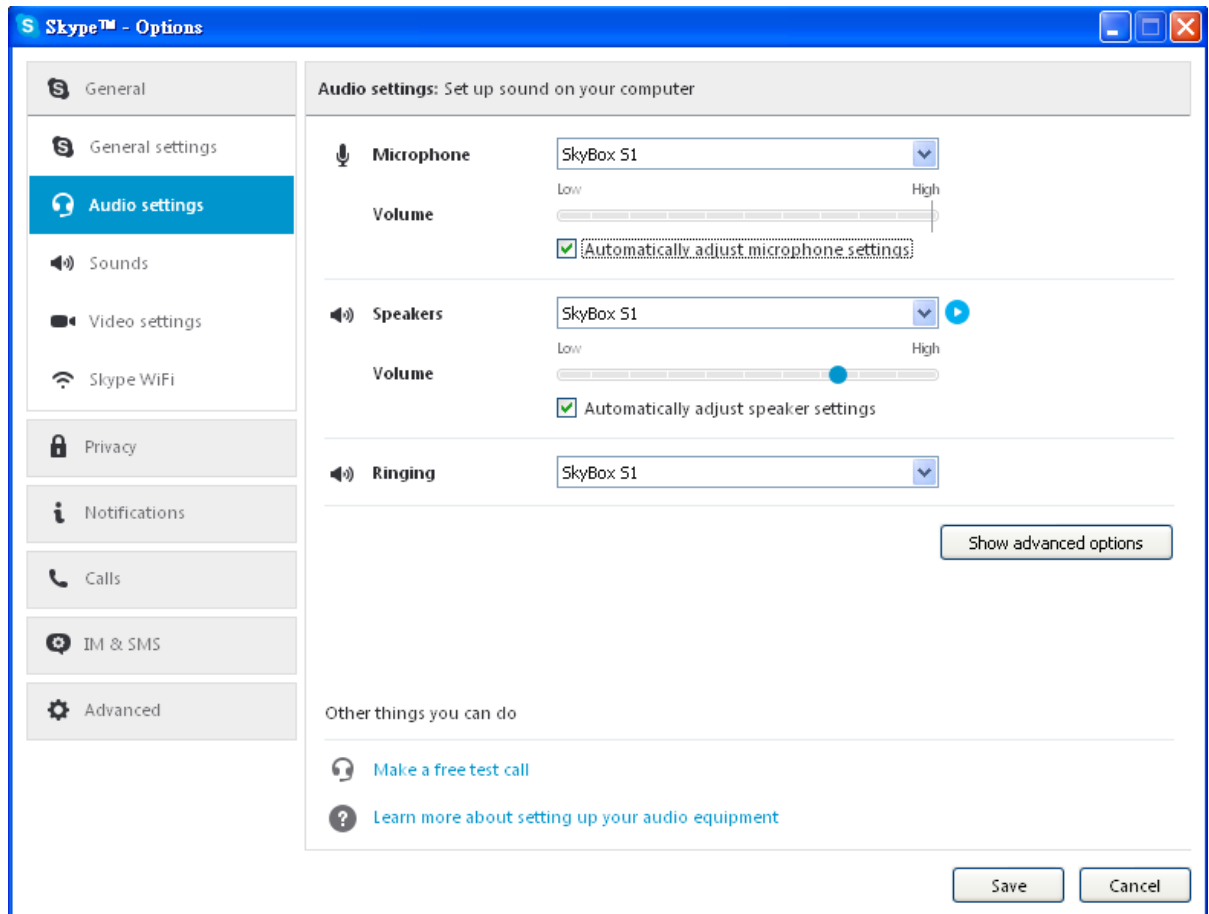 S Skype™ - Options
General
General settings
Audio settings
Sounds
Video settings
Skype WiFi
Privacy
Notifications
Calls
IM & SMS
Advanced
Audio settings: Set up sound on your computer
Microphone SkyBox S1
Low High
Volume
Automatically adjust microphone settings
Speakers SkyBox S1
Low High
Volume
Automatically adjust speaker settings
Ringing SkyBox S1
Show advanced options
Other things you can do
Make a free test call
? Learn more about setting up your audio equipment
Save Cancel